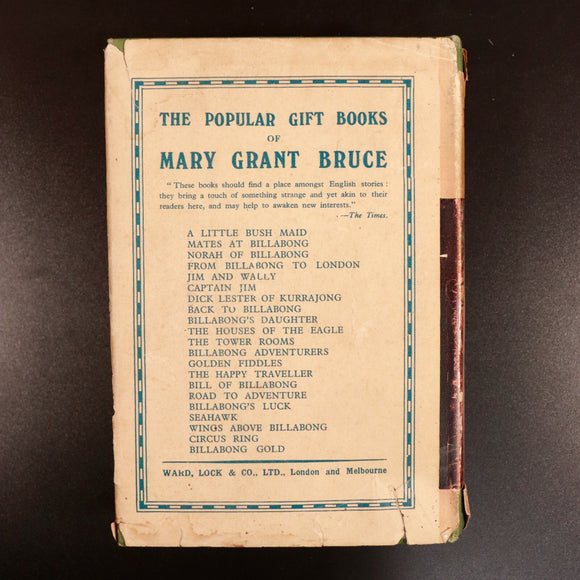 THE POPULAR GIFT BOOKS
OF
MARY GRANT BRUCE
"These books should find a place amongst English stories:
they bring a touch of something strange and yet akin to their
readers here, and may help to awaken new interests."
—The Times.
A LITTLE BUSH MAID
MATES AT BILLABONG
NORAH OF BILLABONG
FROM BILLABONG TO LONDON
JIM AND WALLY
CAPTAIN JIM
DICK LESTER OF KURRAJONG
BACK TO BILLABONG
BILLABONG'S DAUGHTER
THE HOUSES OF THE EAGLE
THE TOWER ROOMS
BILLABONG ADVENTURERS
GOLDEN FIDDLES
THE HAPPY TRAVELLER
BILL OF BILLABONG
ROAD TO ADVENTURE
BILLABONG'S LUCK
SEAHAWK
WINGS ABOVE BILLABONG
CIRCUS RING
BILLABONG GOLD
WARD, LOCK & CO., LTD., London and Melbourne